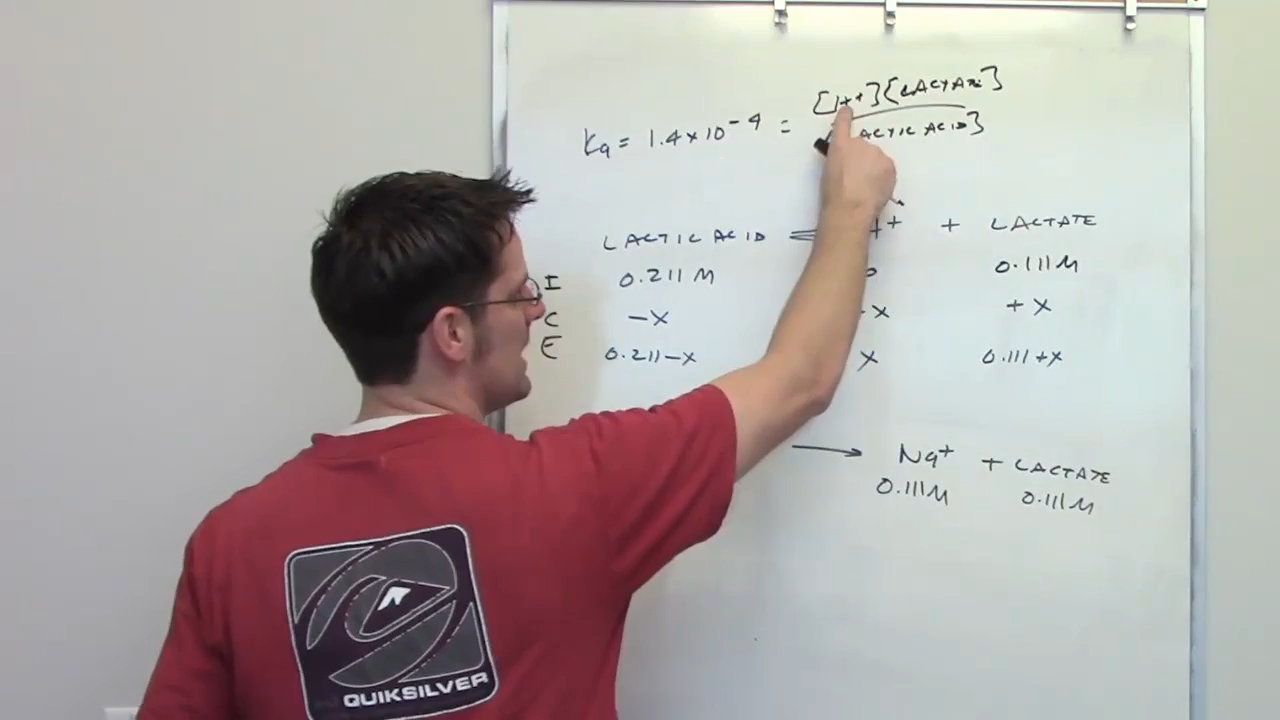 [H+][LACTATE]
Ka = 1.4 x 10-4 =
LACTIC ACID]
LACTIC ACID + LACTATE
I 0.211 M 0.111 M
C -X X +X
E 0.211-X X 0.111+X
Na+ + LACTATE
0.111 M 0.111 M
QUIKSILVER